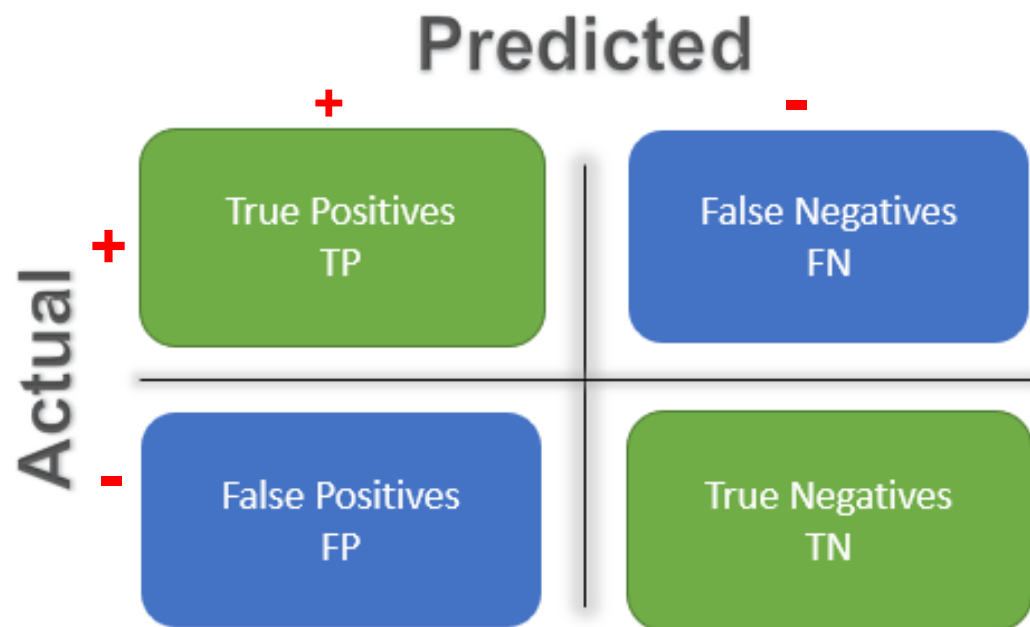 Predicted
+ -
Actual
+
True Positives
TP
False Negatives
FN
-
False Positives
FP
True Negatives
TN